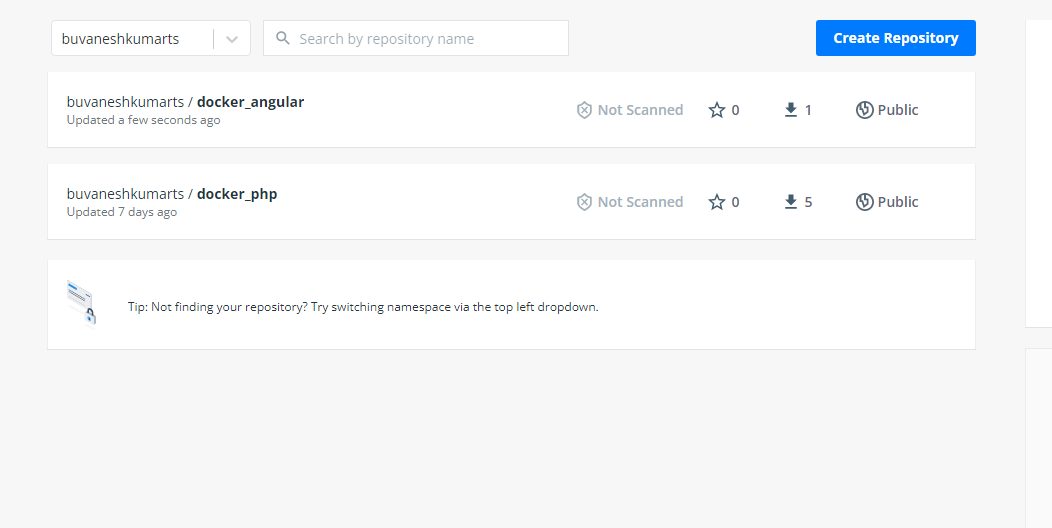 buvaneshkumarts
Search by repository name
Create Repository
buvaneshkumarts / docker_angular
Updated a few seconds ago
Not Scanned
0
1
Public
buvaneshkumarts / docker_php
Updated 7 days ago
Not Scanned
0
5
Public
Tip: Not finding your repository? Try switching namespace via the top left dropdown.